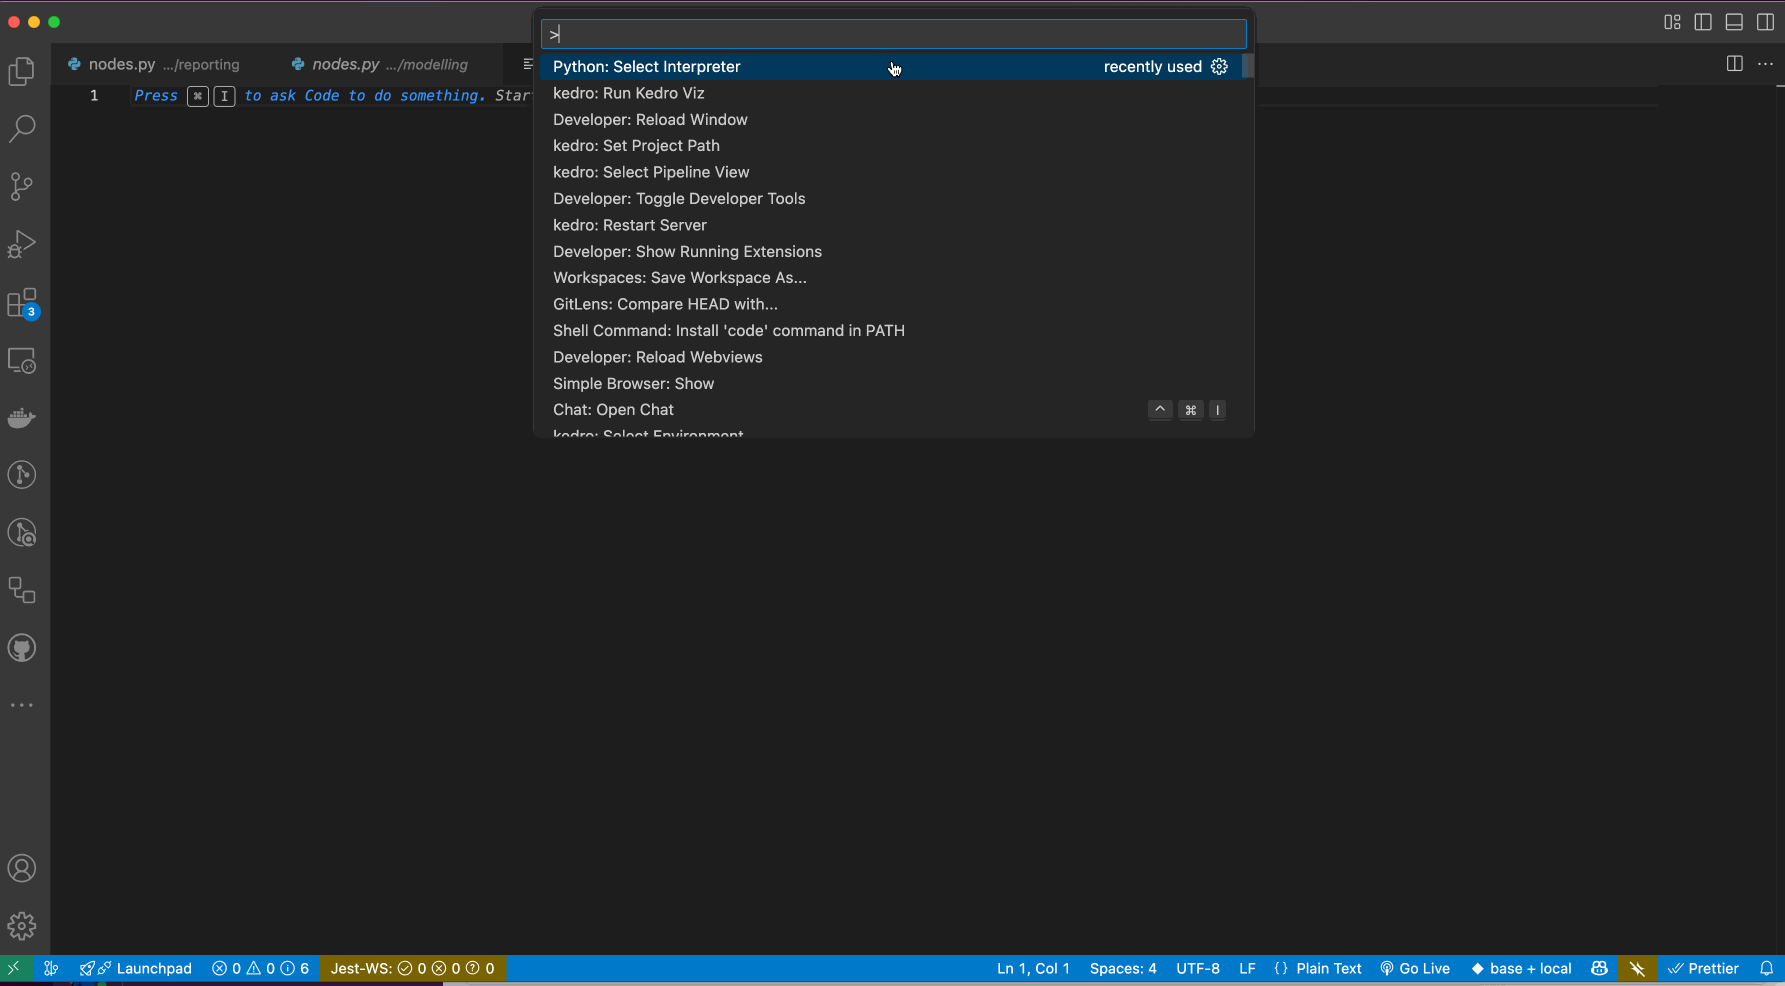 >
nodes.py .../reporting
nodes.py .../modelling
Python: Select Interpreter recently used
1 Press ⌘ I to ask Code to do something. Star
kedro: Run Kedro Viz
Developer: Reload Window
kedro: Set Project Path
kedro: Select Pipeline View
Developer: Toggle Developer Tools
kedro: Restart Server
Developer: Show Running Extensions
Workspaces: Save Workspace As...
GitLens: Compare HEAD with...
Shell Command: Install 'code' command in PATH
Developer: Reload Webviews
Simple Browser: Show
Chat: Open Chat ^ ⌘ I
kedro: Select Environment
3
Launchpad 0 0 6 Jest-WS: 0 0 0 Ln 1, Col 1 Spaces: 4 UTF-8 LF {} Plain Text Go Live base + local Prettier